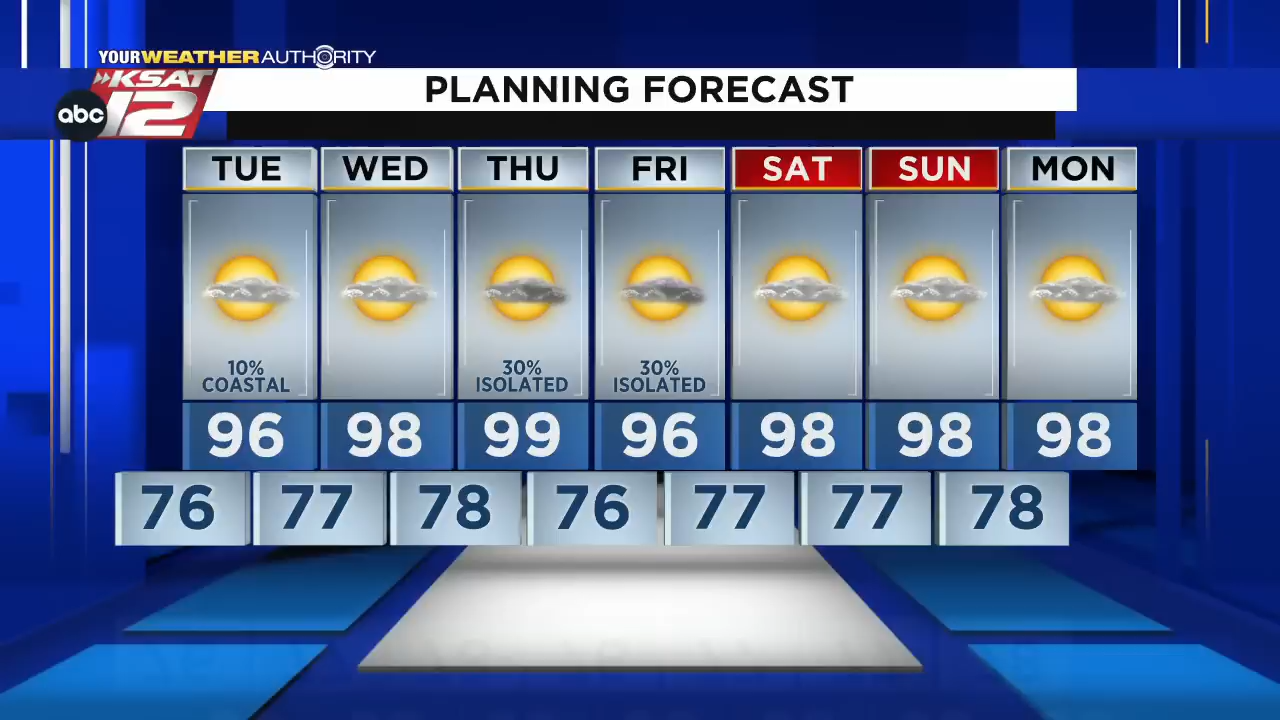 YOURWEATHERAUTHORITY
KSAT
abc 12
PLANNING FORECAST
TUE WED THU FRI SAT SUN MON
10% 30% 30%
COASTAL ISOLATED ISOLATED
96 98 99 96 98 98 98
76 77 78 76 77 77 78